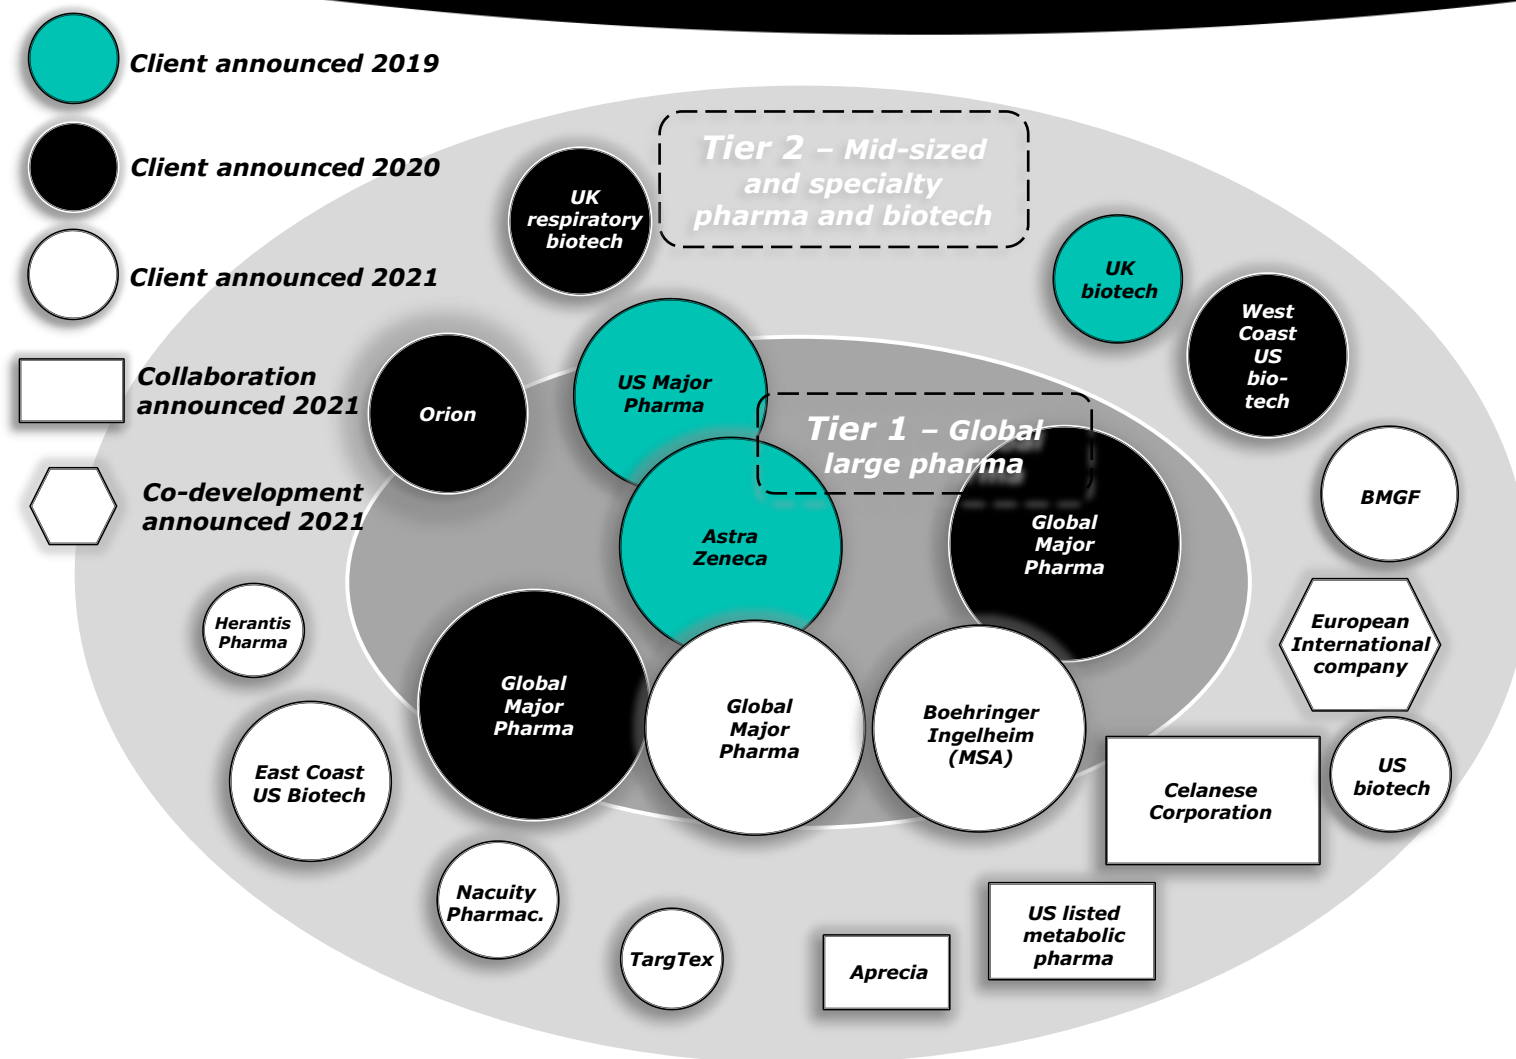 Client announced 2019
Client announced 2020
Client announced 2021
Collaboration
announced 2021
Co-development
announced 2021
Tier 2 – Mid-sized
and specialty
pharma and biotech
UK
respiratory
biotech
UK
biotech
West
Coast
US
bio-
tech
Orion
US Major
Pharma
Tier 1 – Global
large pharma
Astra
Zeneca
Global
Major
Pharma
BMGF
European
International
company
Herantis
Pharma
Global
Major
Pharma
Global
Major
Pharma
Boehringer
Ingelheim
(MSA)
East Coast
US Biotech
Celanese
Corporation
US
biotech
Nacuity
Pharmac.
TargTex
Aprecia
US listed
metabolic
pharma